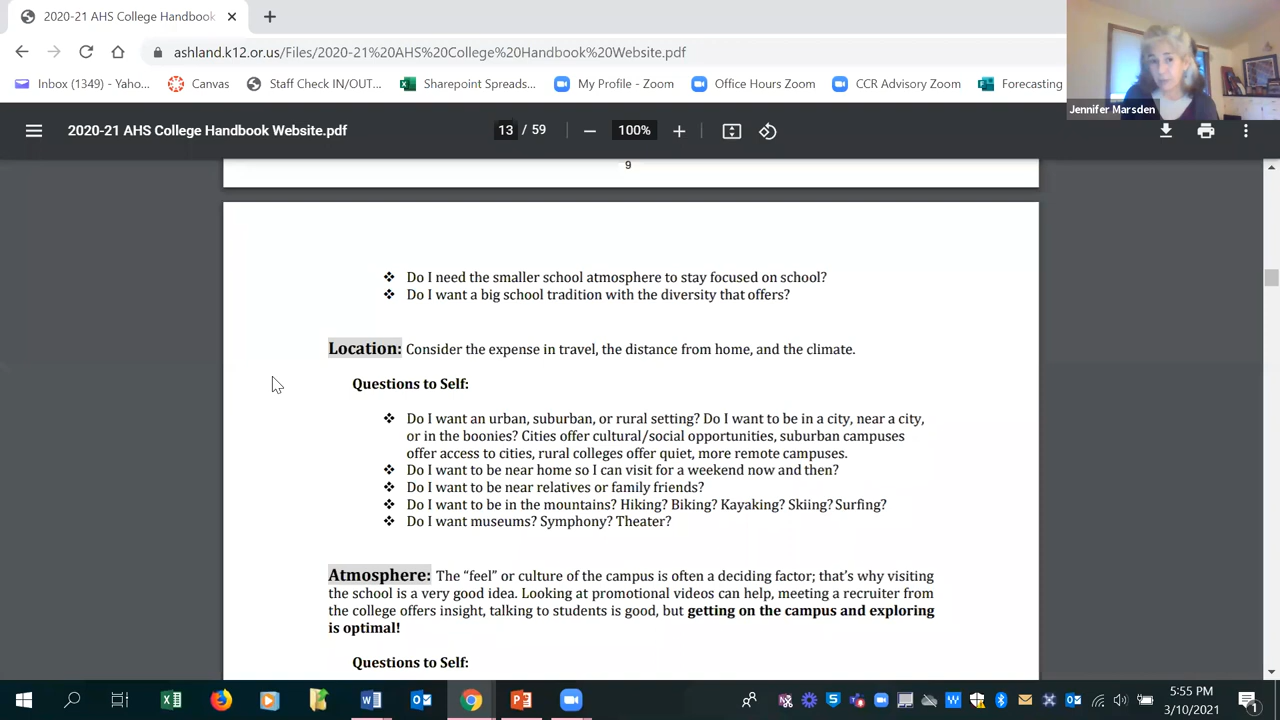 2020-21 AHS College Handbook
ashland.k12.or.us/Files/2020-21%20AHS%20College%20Handbook%20Website.pdf
Inbox (1349) - Yaho...
Canvas
Staff Check IN/OUT...
Sharepoint Spreads...
My Profile - Zoom
Office Hours Zoom
CCR Advisory Zoom
Forecasting
Jennifer Marsden
2020-21 AHS College Handbook Website.pdf
13 / 59
100%
9
❖ Do I need the smaller school atmosphere to stay focused on school?
❖ Do I want a big school tradition with the diversity that offers?
Location: Consider the expense in travel, the distance from home, and the climate.
Questions to Self:
❖ Do I want an urban, suburban, or rural setting? Do I want to be in a city, near a city,
or in the boonies? Cities offer cultural/social opportunities, suburban campuses
offer access to cities, rural colleges offer quiet, more remote campuses.
❖ Do I want to be near home so I can visit for a weekend now and then?
❖ Do I want to be near relatives or family friends?
❖ Do I want to be in the mountains? Hiking? Biking? Kayaking? Skiing? Surfing?
❖ Do I want museums? Symphony? Theater?
Atmosphere: The “feel” or culture of the campus is often a deciding factor; that’s why visiting
the school is a very good idea. Looking at promotional videos can help, meeting a recruiter from
the college offers insight, talking to students is good, but getting on the campus and exploring
is optimal!
Questions to Self:
5:55 PM
3/10/2021
1